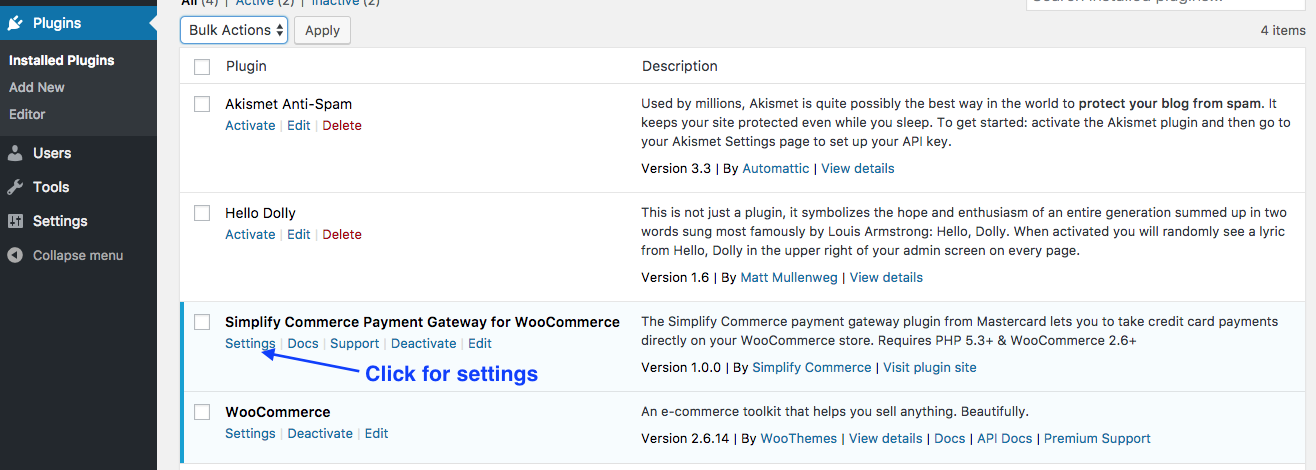 All (4) | Active (2) | Inactive (2)
Search installed plugins...
Plugins
Bulk Actions
Apply
4 items
Installed Plugins
Add New
Editor
Users
Tools
Settings
Collapse menu
Plugin
Description
Akismet Anti-Spam
Activate | Edit | Delete
Used by millions, Akismet is quite possibly the best way in the world to protect your blog from spam. It
keeps your site protected even while you sleep. To get started: activate the Akismet plugin and then go to
your Akismet Settings page to set up your API key.
Version 3.3 | By Automattic | View details
Hello Dolly
Activate | Edit | Delete
This is not just a plugin, it symbolizes the hope and enthusiasm of an entire generation summed up in two
words sung most famously by Louis Armstrong: Hello, Dolly. When activated you will randomly see a lyric
from Hello, Dolly in the upper right of your admin screen on every page.
Version 1.6 | By Matt Mullenweg | View details
Simplify Commerce Payment Gateway for WooCommerce
Settings | Docs | Support | Deactivate | Edit
Click for settings
The Simplify Commerce payment gateway plugin from Mastercard lets you to take credit card payments
directly on your WooCommerce store. Requires PHP 5.3+ & WooCommerce 2.6+
Version 1.0.0 | By Simplify Commerce | Visit plugin site
WooCommerce
Settings | Deactivate | Edit
An e-commerce toolkit that helps you sell anything. Beautifully.
Version 2.6.14 | By WooThemes | View details | Docs | API Docs | Premium Support